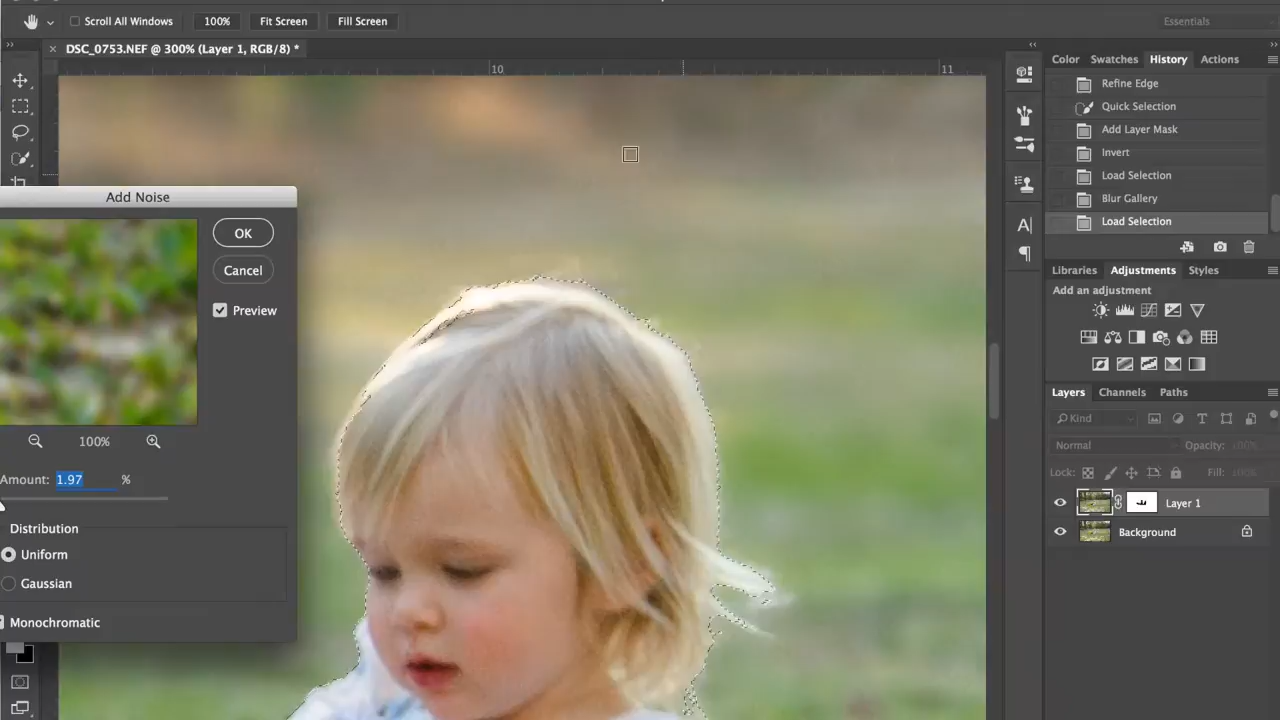 Scroll All Windows 100% Fit Screen Fill Screen Essentials
× DSC_0753.NEF @ 300% (Layer 1, RGB/8) *
10 11
Color Swatches History Actions
Refine Edge
Quick Selection
Add Layer Mask
Invert
Load Selection
Blur Gallery
Load Selection
Add Noise
OK
Cancel
Preview
100%
Amount: 1.97 %
Distribution
Uniform
Gaussian
Monochromatic
Libraries Adjustments Styles
Add an adjustment
Layers Channels Paths
Kind
Normal Opacity: 100%
Lock: Fill: 100%
Layer 1
Background